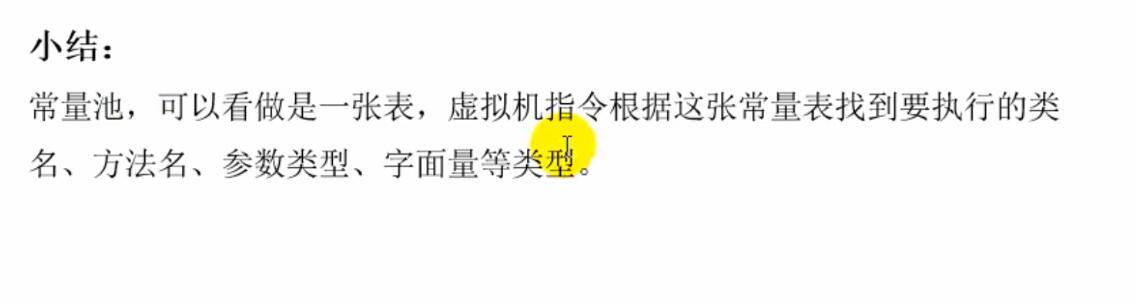 小结：
常量池，可以看做是一张表，虚拟机指令根据这张常量表找到要执行的类
名、方法名、参数类型、字面量等类型。